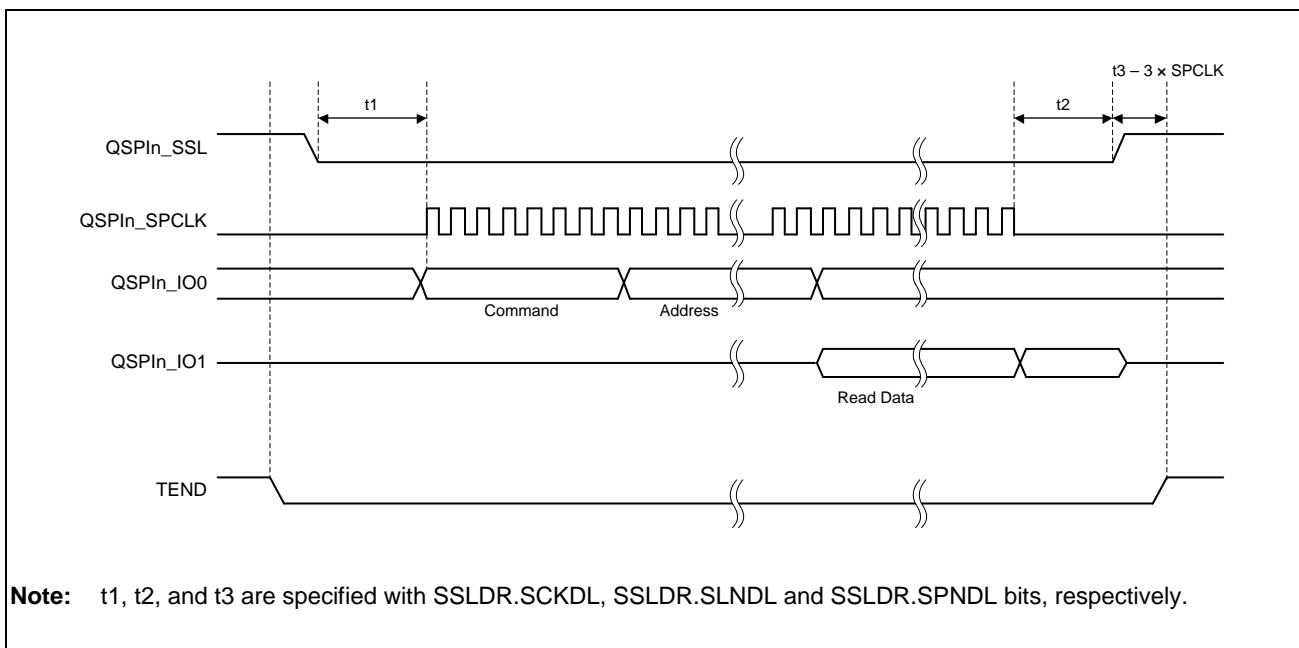 t3 – 3 × SPCLK
t1
t2
QSPIn_SSL
QSPIn_SPCLK
QSPIn_IO0
Command
Address
QSPIn_IO1
Read Data
TEND
Note: t1, t2, and t3 are specified with SSLDR.SCKDL, SSLDR.SLNDL and SSLDR.SPNDL bits, respectively.